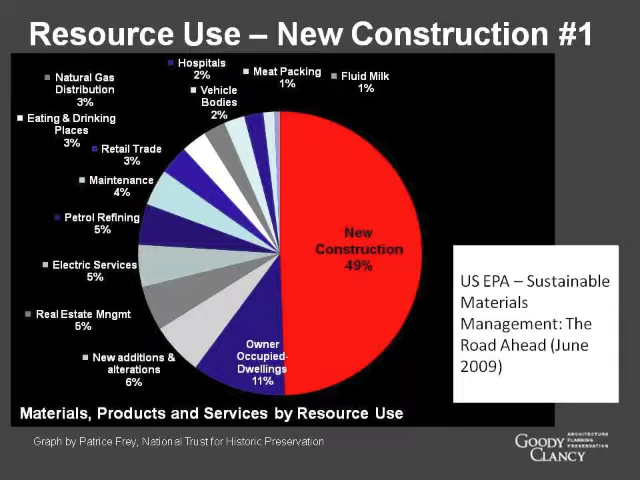 Resource Use – New Construction #1
Hospitals
2%
Meat Packing
1%
Fluid Milk
1%
Natural Gas
Distribution
3%
Vehicle
Bodies
2%
Eating & Drinking
Places
3%
Retail Trade
3%
Maintenance
4%
Petrol Refining
5%
Electric Services
5%
Real Estate Mngmt
5%
New additions &
alterations
6%
Owner
Occupied-
Dwellings
11%
New
Construction
49%
US EPA – Sustainable
Materials
Management: The
Road Ahead (June
2009)
Materials, Products and Services by Resource Use
Graph by Patrice Frey, National Trust for Historic Preservation
GOODY
CLANCY
ARCHITECTURE
PLANNING
PRESERVATION